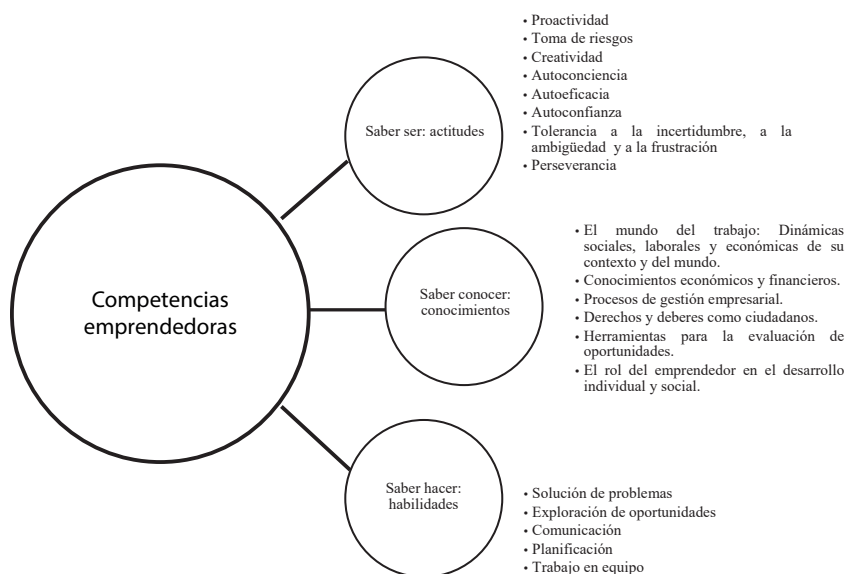 • Proactividad
• Toma de riesgos
• Creatividad
• Autoconciencia
• Autoeficacia
• Autoconfianza
• Tolerancia a la incertidumbre, a la
ambigüedad y a la frustración
• Perseverancia
Saber ser: actitudes
• El mundo del trabajo: Dinámicas
sociales, laborales y económicas de su
contexto y del mundo.
• Conocimientos económicos y financieros.
• Procesos de gestión empresarial.
• Derechos y deberes como ciudadanos.
• Herramientas para la evaluación de
oportunidades.
• El rol del emprendedor en el desarrollo
individual y social.
Saber conocer:
conocimientos
Competencias
emprendedoras
Saber hacer:
habilidades
• Solución de problemas
• Exploración de oportunidades
• Comunicación
• Planificación
• Trabajo en equipo